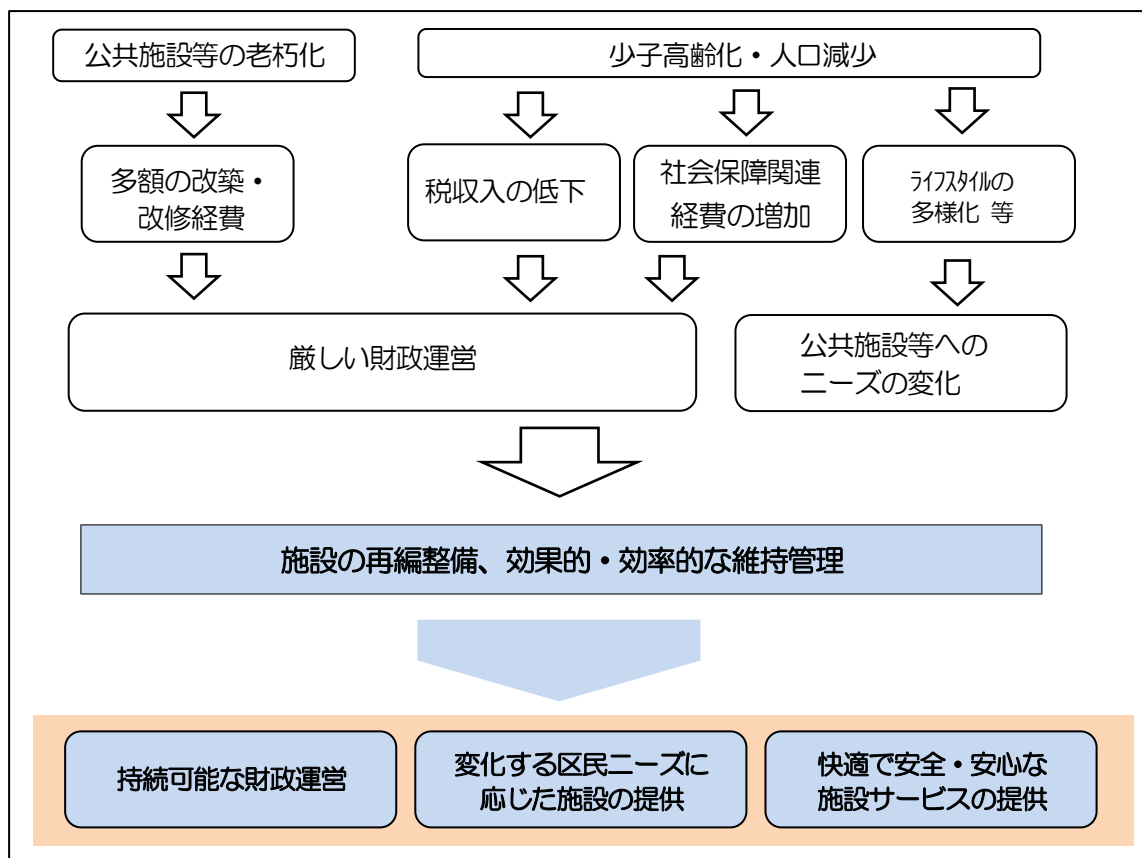 公共施設等の老朽化
少子高齢化・人口減少
多額の改築・
改修経費
税収入の低下
社会保障関連
経費の増加
ﾗｲﾌｽﾀｲﾙの
多様化 等
厳しい財政運営
公共施設等への
ニーズの変化
施設の再編整備、効果的・効率的な維持管理
持続可能な財政運営
変化する区民ニーズに
応じた施設の提供
快適で安全・安心な
施設サービスの提供